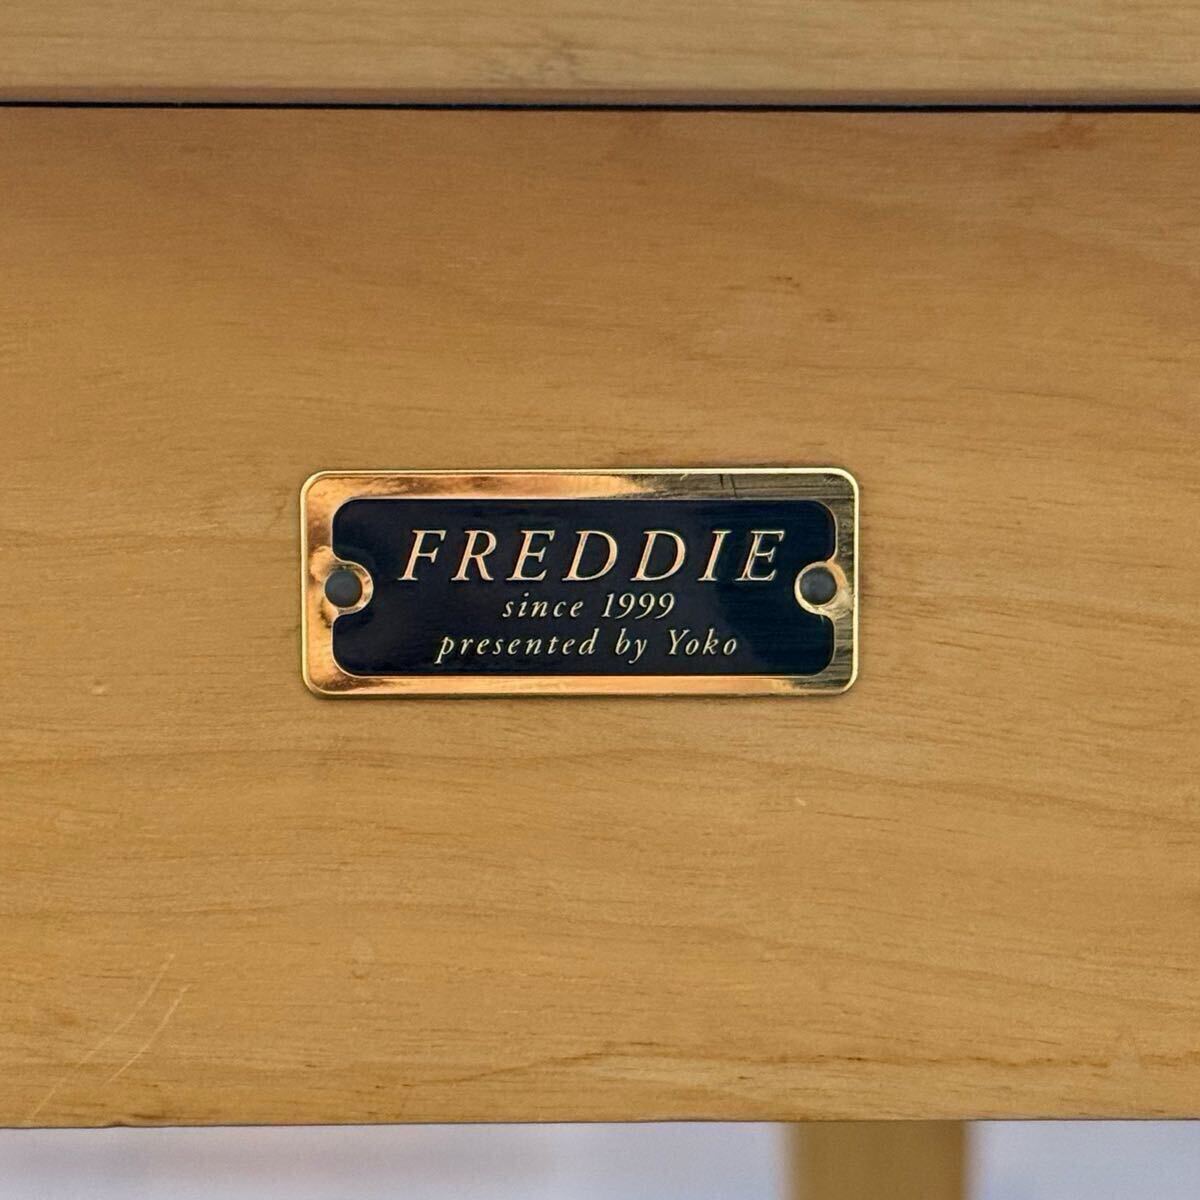 FREDDIE
since 1999
presented by Yoko